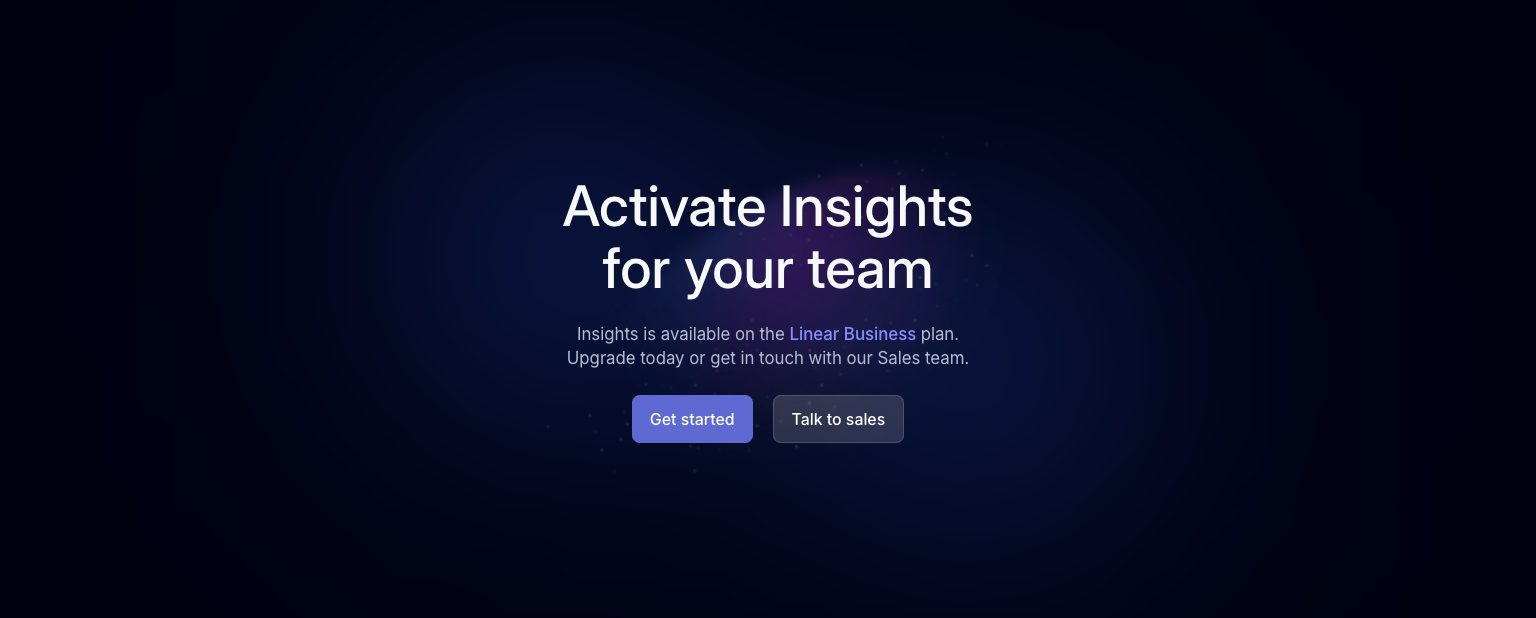 Activate Insights
for your team
Insights is available on the Linear Business plan.
Upgrade today or get in touch with our Sales team.
Get started
Talk to sales